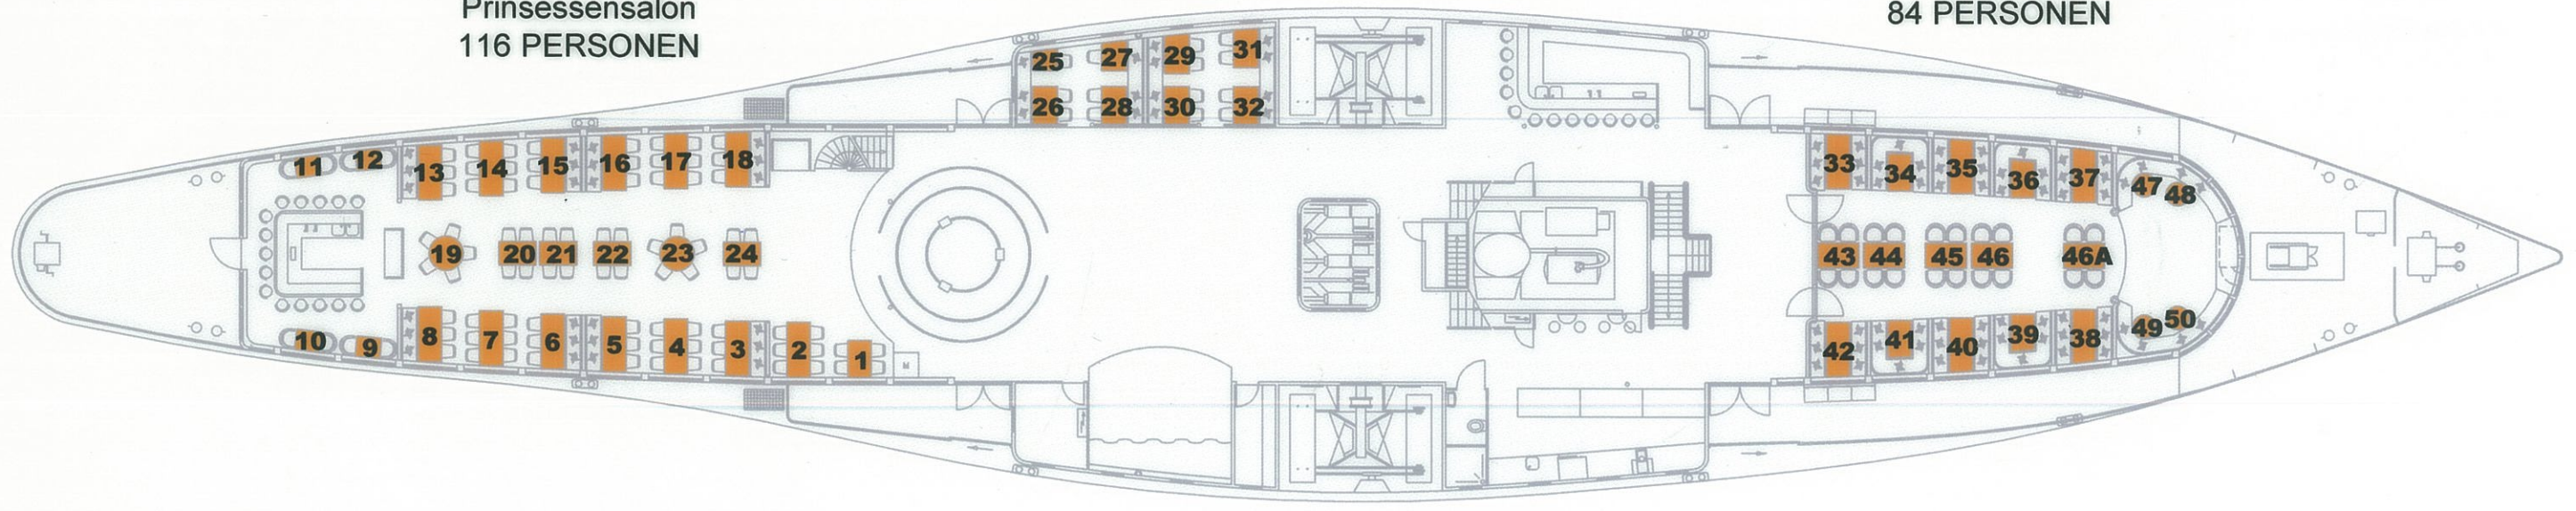 Prinsessensalon
116 PERSONEN
84 PERSONEN
25 27 29 31
26 28 30 32
11 12 13 14 15 16 17 18
33 34 35 36 37 47 48
19 20 21 22 23 24
43 44 45 46 46A
10 9 8 7 6 5 4 3 2 1
M
42 41 40 39 38 49 50